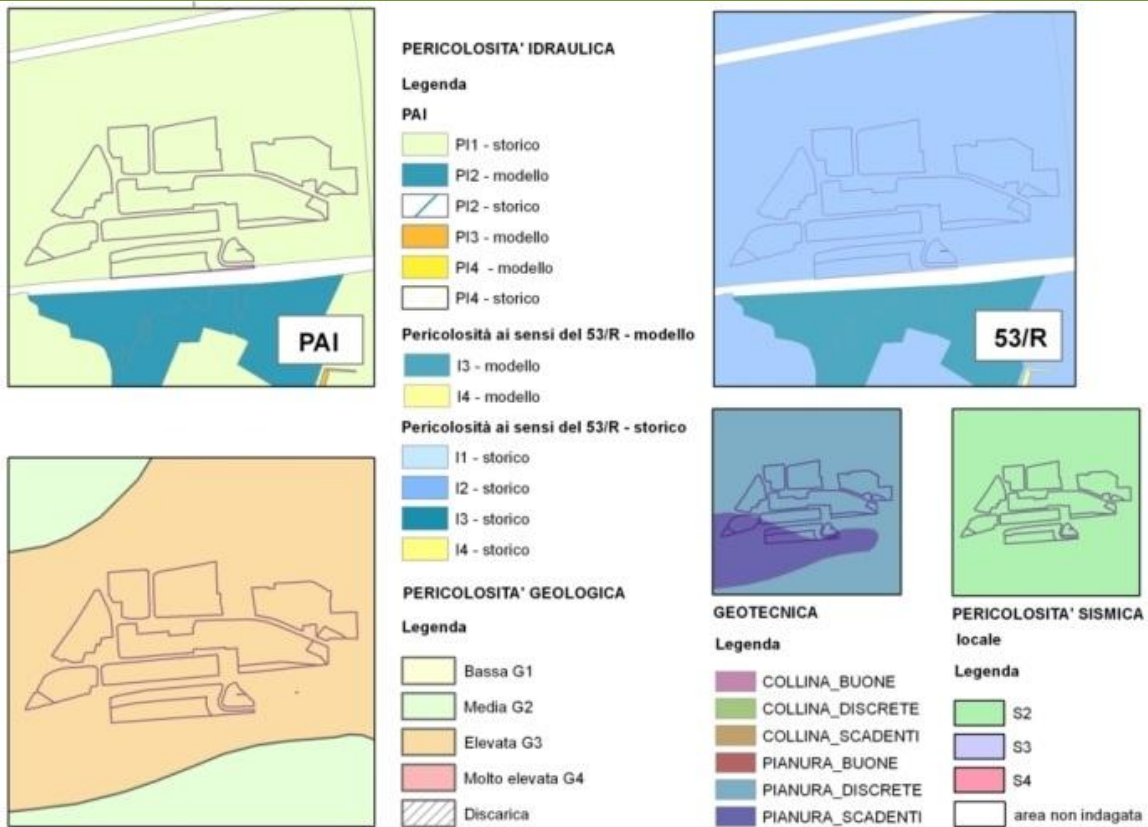 PAI
PERICOLOSITA' IDRAULICA
Legenda
PAI
PI1 - storico
PI2 - modello
PI2 - storico
PI3 - modello
PI4 - modello
PI4 - storico
Pericolosità ai sensi del 53/R - modello
I3 - modello
I4 - modello
Pericolosità ai sensi del 53/R - storico
I1 - storico
I2 - storico
I3 - storico
I4 - storico
53/R
PERICOLOSITA' GEOLOGICA
Legenda
Bassa G1
Media G2
Elevata G3
Molto elevata G4
Discarica
GEOTECNICA
Legenda
COLLINA_BUONE
COLLINA_DISCRETE
COLLINA_SCADENTI
PIANURA_BUONE
PIANURA_DISCRETE
PIANURA_SCADENTI
PERICOLOSITA' SISMICA
locale
Legenda
S2
S3
S4
area non indagata